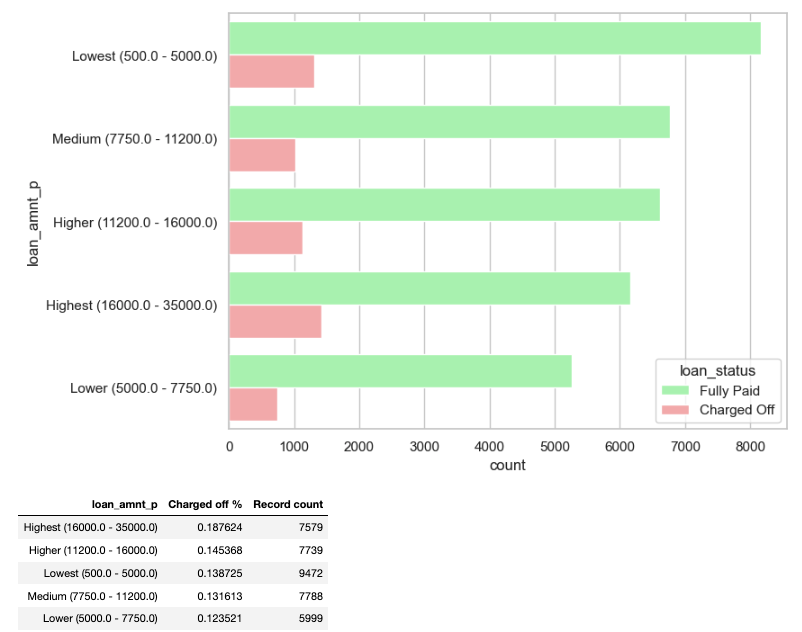 Lowest (500.0 - 5000.0)
Medium (7750.0 - 11200.0)
Higher (11200.0 - 16000.0)
Highest (16000.0 - 35000.0)
Lower (5000.0 - 7750.0)
loan_amnt_p
loan_status
Fully Paid
Charged Off
0 1000 2000 3000 4000 5000 6000 7000 8000
count
loan_amnt_p Charged off % Record count
Highest (16000.0 - 35000.0) 0.187624 7579
Higher (11200.0 - 16000.0) 0.145368 7739
Lowest (500.0 - 5000.0) 0.138725 9472
Medium (7750.0 - 11200.0) 0.131613 7788
Lower (5000.0 - 7750.0) 0.123521 5999